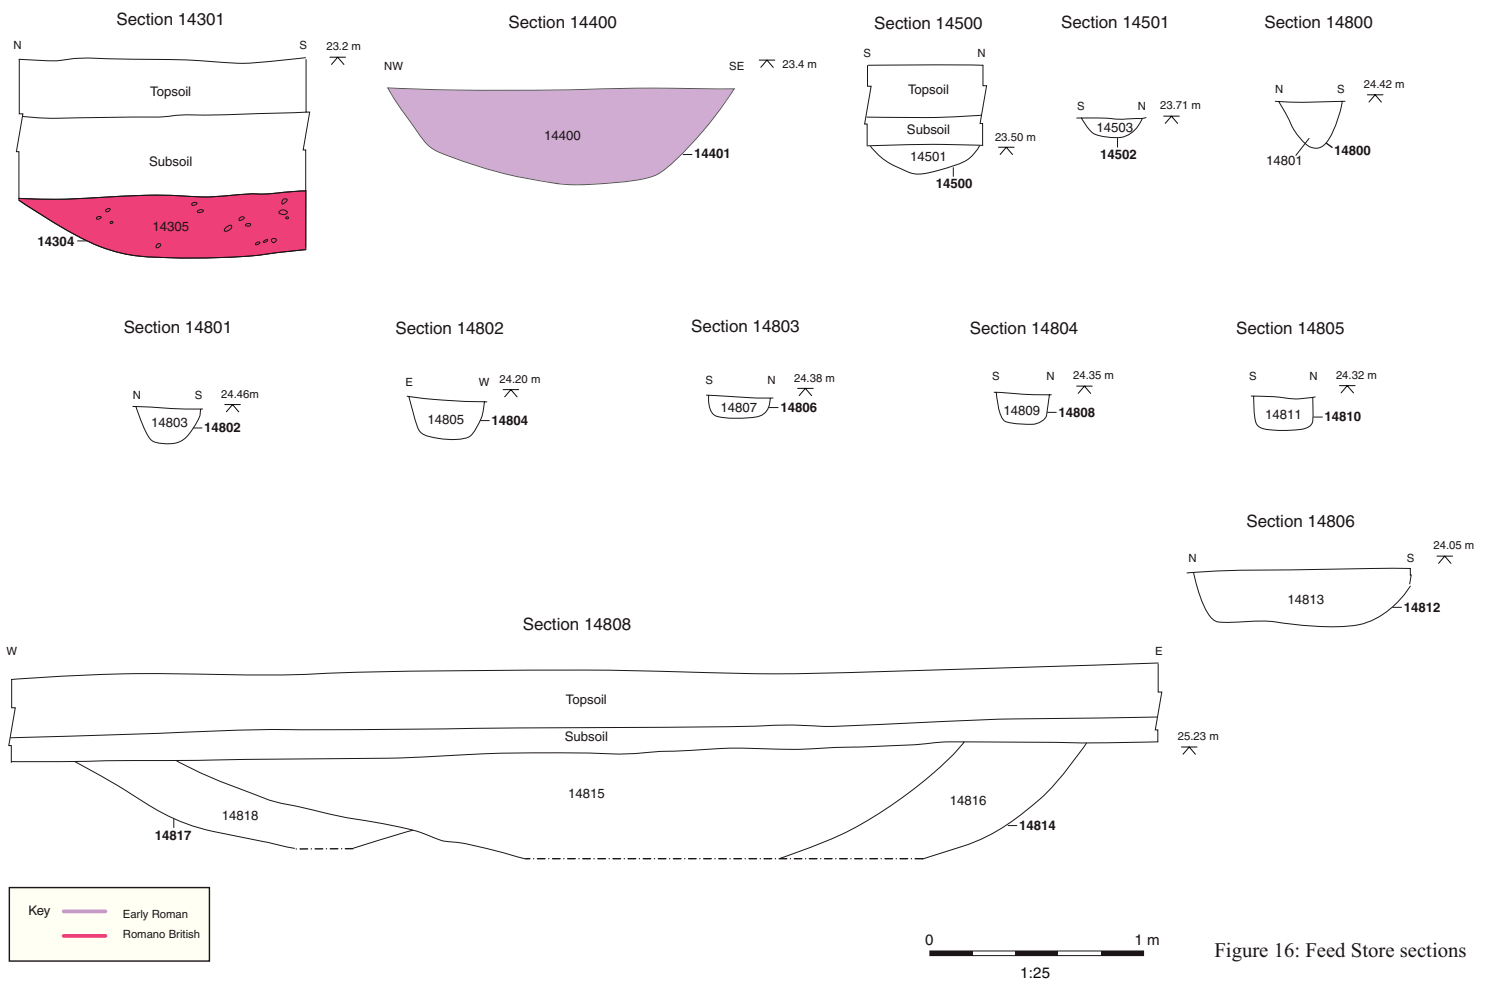 Section 14301
N S 23.2 m
Topsoil
Subsoil
14305
14304
Section 14400
NW SE 23.4 m
14400
14401
Section 14500
S N
Topsoil
Subsoil
23.50 m
14501
14500
Section 14501
S N 23.71 m
14503
14502
Section 14800
N S 24.42 m
14801 14800
Section 14801
N S 24.46m
14803 14802
Section 14802
E W 24.20 m
14805 14804
Section 14803
S N 24.38 m
14807 14806
Section 14804
S N 24.35 m
14809 14808
Section 14805
S N 24.32 m
14811 14810
Section 14806
N S 24.05 m
14813 14812
Section 14808
W E
Topsoil
Subsoil
25.23 m
14815
14816
14818
14817 14814
Key
Early Roman
Romano British
0 1 m
1:25
Figure 16: Feed Store sections